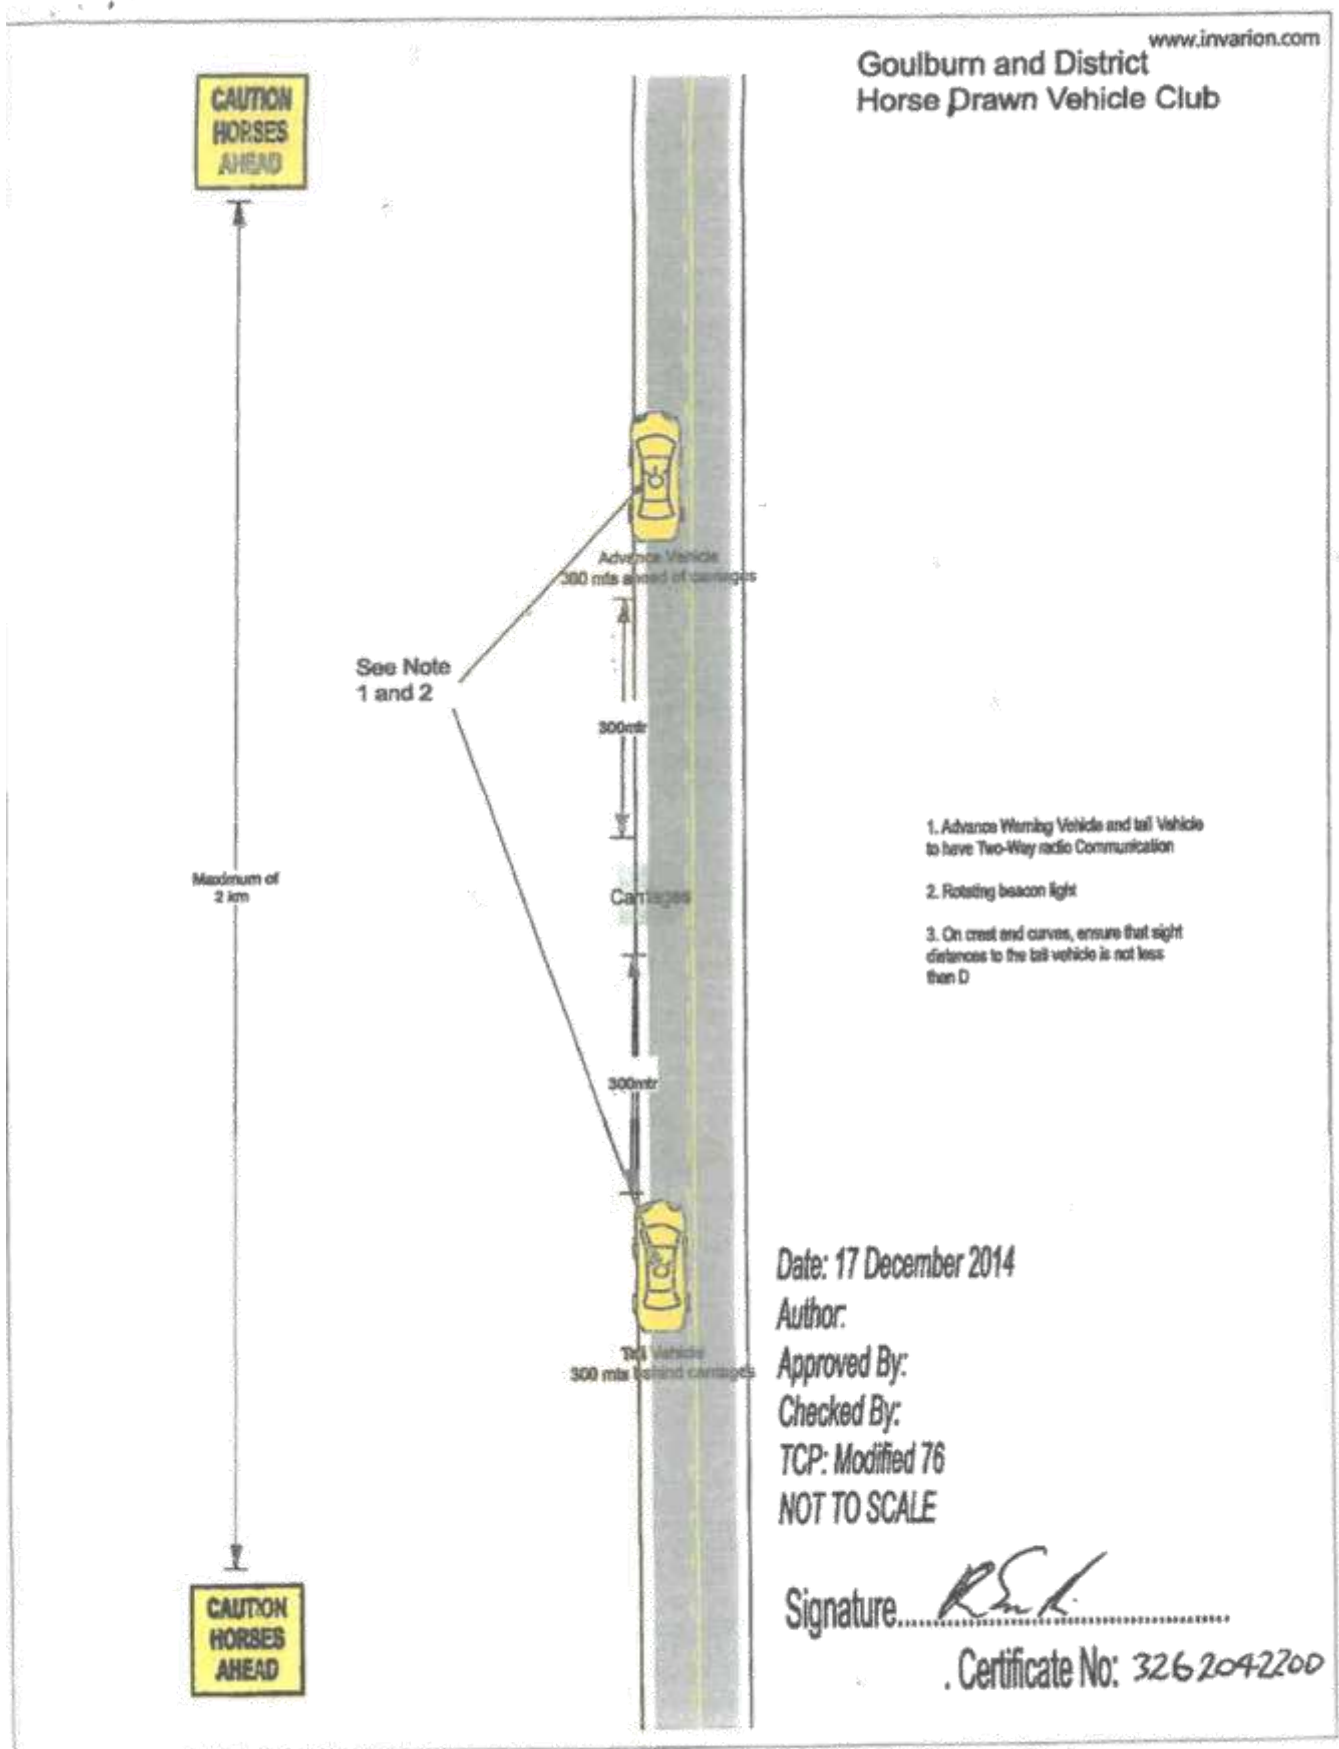 www.invarion.com
Goulburn and District
Horse Drawn Vehicle Club
CAUTION
HORSES
AHEAD
Advance Vehicle
300 mts ahead of carriages
See Note
1 and 2
300mtr
Maximum of
2 km
Carriages
1. Advance Warning Vehicle and tail Vehicle
to have Two-Way radio Communication
2. Rotating beacon light
3. On crest and curves, ensure that sight
distances to the tail vehicle is not less
than D
300mtr
Tail Vehicle
300 mts behind carriages
Date: 17 December 2014
Author:
Approved By:
Checked By:
TCP: Modified 76
NOT TO SCALE
Signature
. Certificate No: 3262042200
CAUTION
HORSES
AHEAD